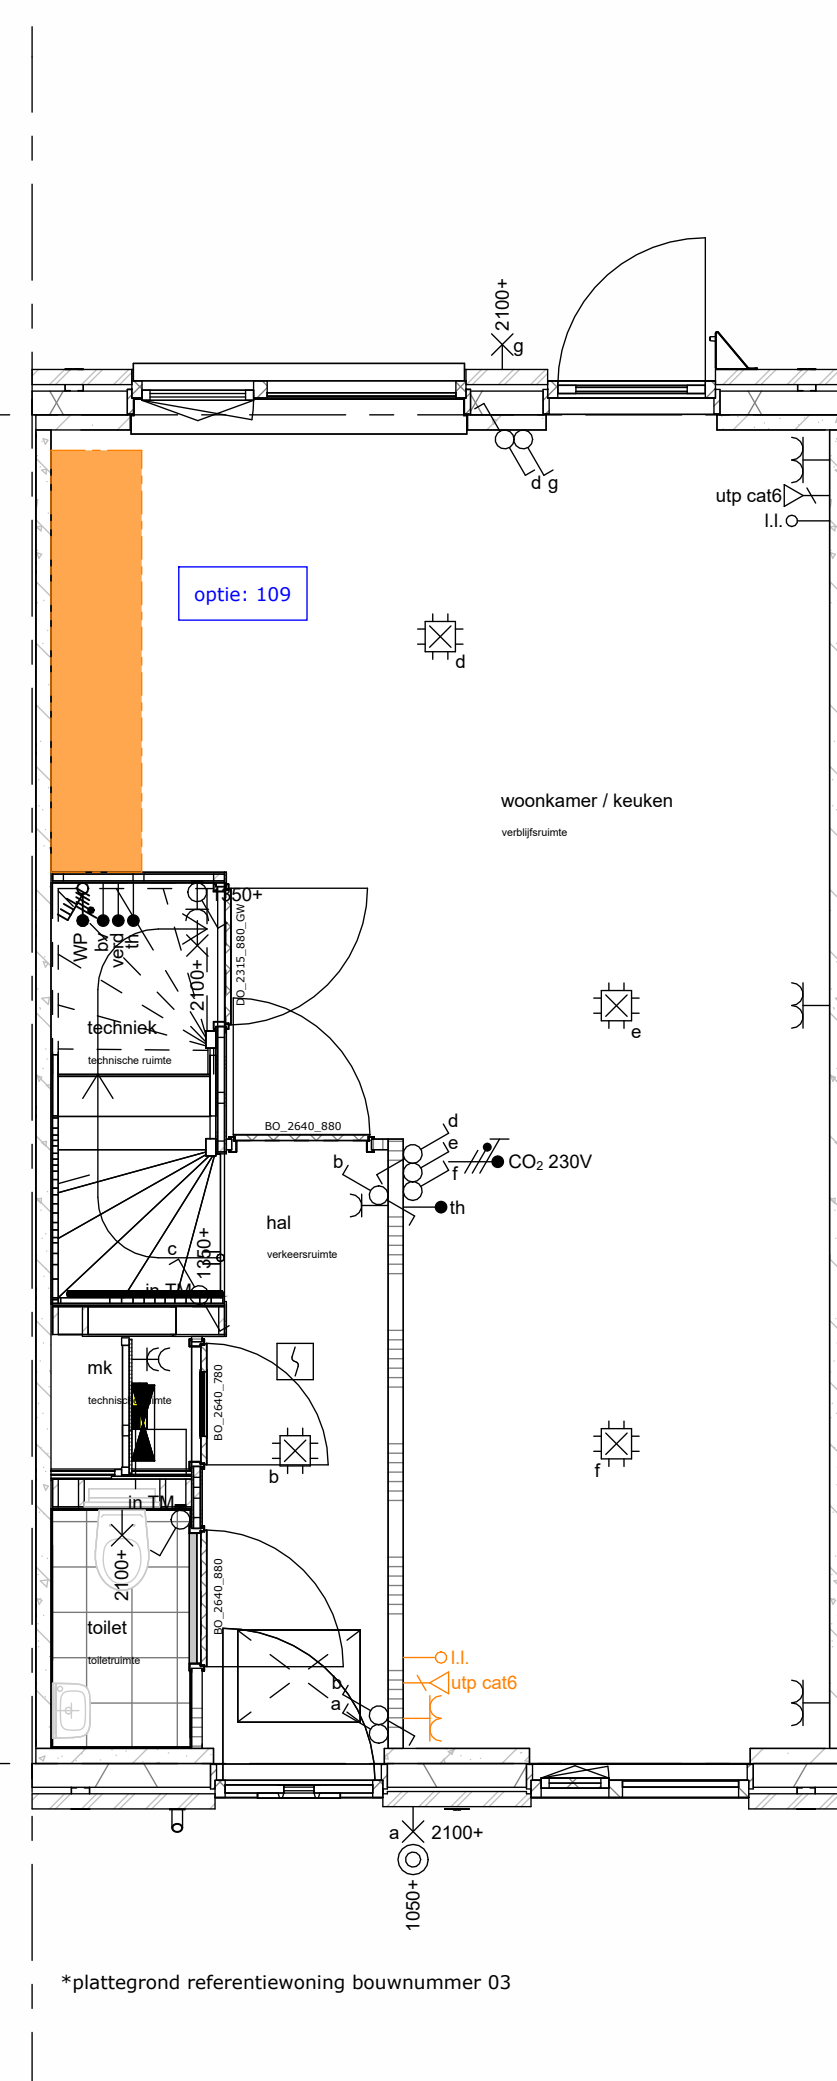 2100+
g
d g
utp cat6
l.l.
optie: 109
d
woonkamer / keuken
verblijfsruimte
1350+
WP
bv
verd
th
2100+
DO_2315_880_GW
techniek
technische ruimte
e
BO_2640_880
d
e
f
b
CO₂ 230V
th
hal
verkeersruimte
c
1350+
in TM
mk
BO_2640_780
b
f
in TM
2100+
BO_2640_880
toilet
toiletruimte
l.l.
utp cat6
b
a
a
2100+
1050+
*plattegrond referentiewoning bouwnummer 03